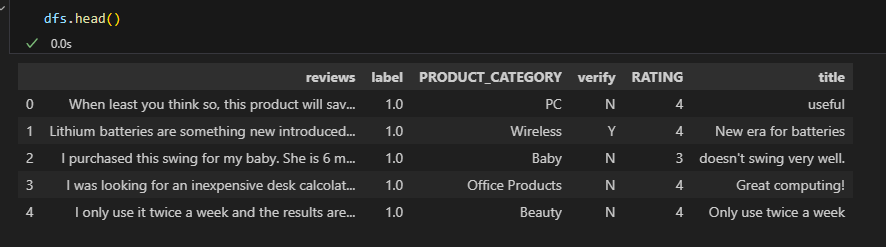 dfs.head()
0.0s
reviews label PRODUCT_CATEGORY verify RATING title
0 When least you think so, this product will sav... 1.0 PC N 4 useful
1 Lithium batteries are something new introduced... 1.0 Wireless Y 4 New era for batteries
2 I purchased this swing for my baby. She is 6 m... 1.0 Baby N 3 doesn't swing very well.
3 I was looking for an inexpensive desk calcolat... 1.0 Office Products N 4 Great computing!
4 I only use it twice a week and the results are... 1.0 Beauty N 4 Only use twice a week